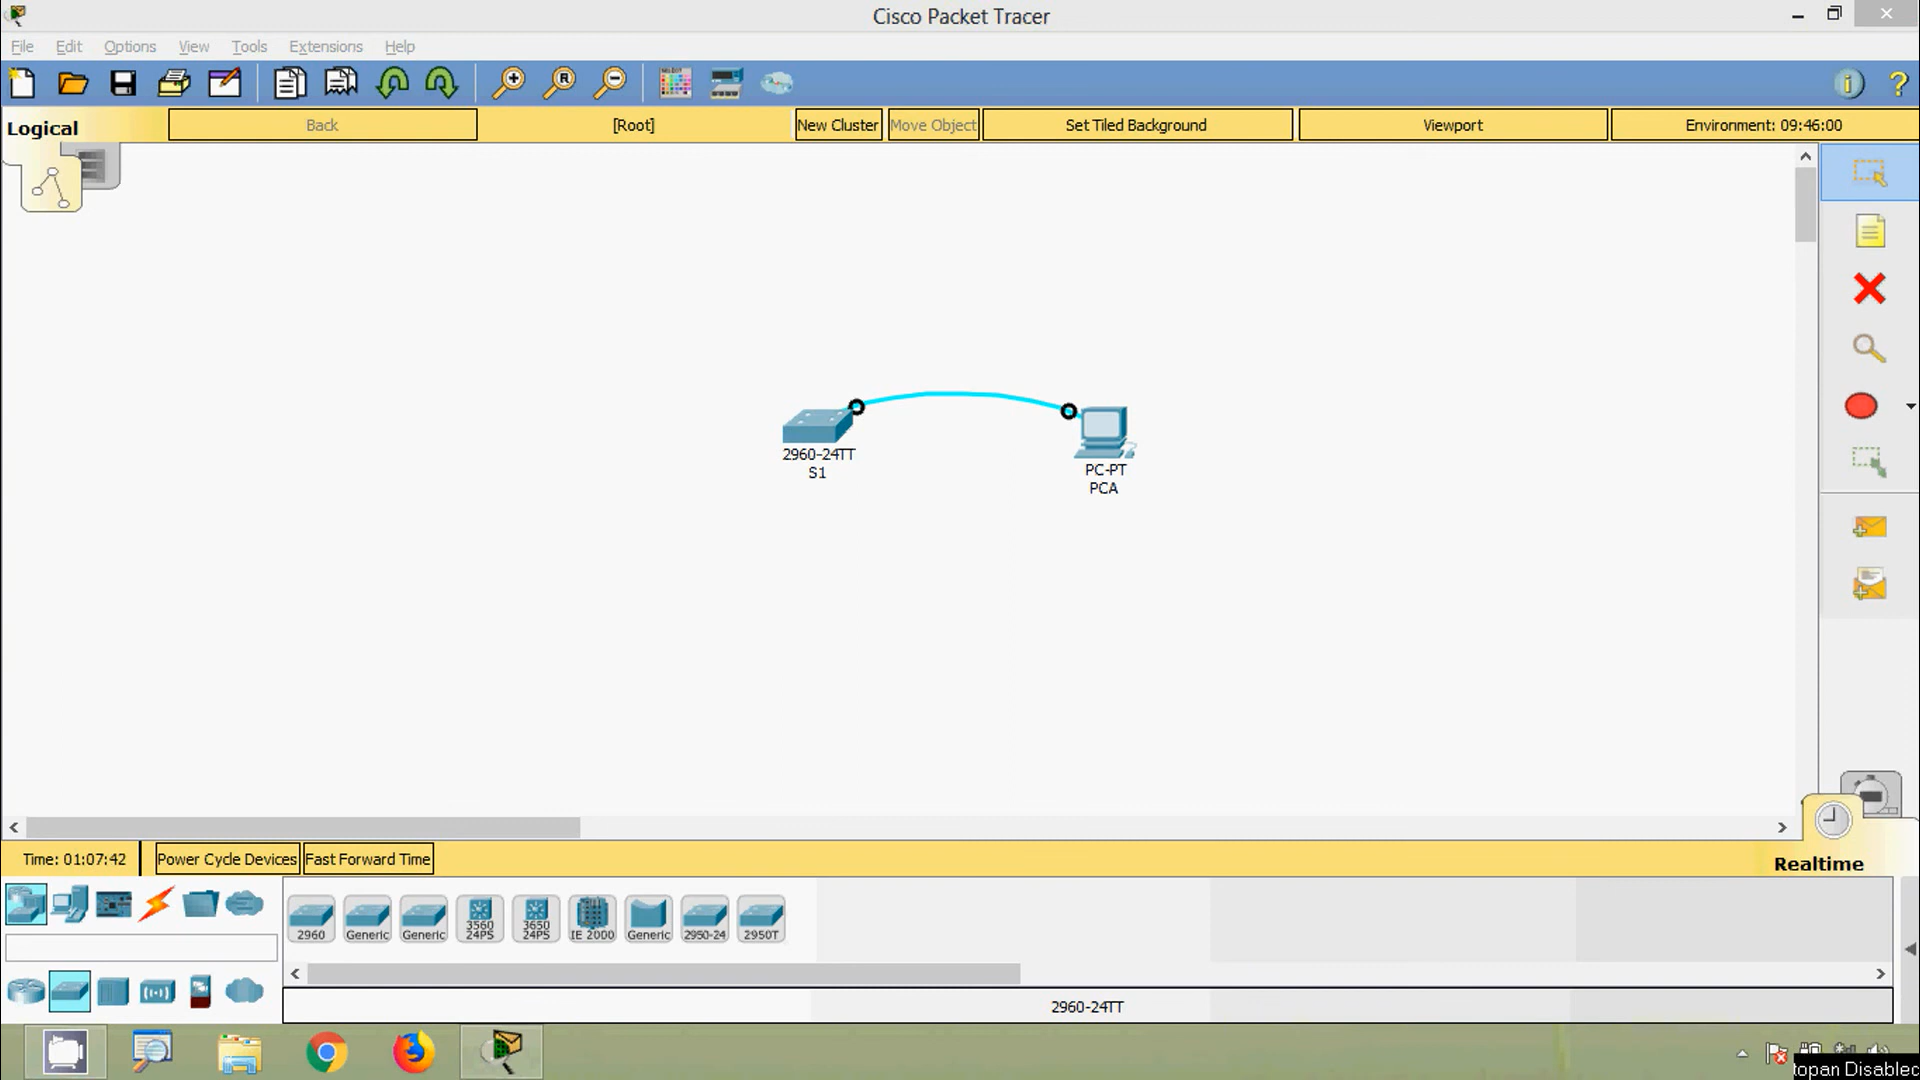 Cisco Packet Tracer
File Edit Options View Tools Extensions Help
Logical Back [Root] New Cluster Move Object Set Tiled Background Viewport Environment: 09:46:00
2960-24TT
S1
PC-PT
PCA
Time: 01:07:42 Power Cycle Devices Fast Forward Time
Realtime
2960 Generic Generic 3560 24PS 3650 24PS IE 2000 Generic 2950-24 2950T
2960-24TT
topan Disablec